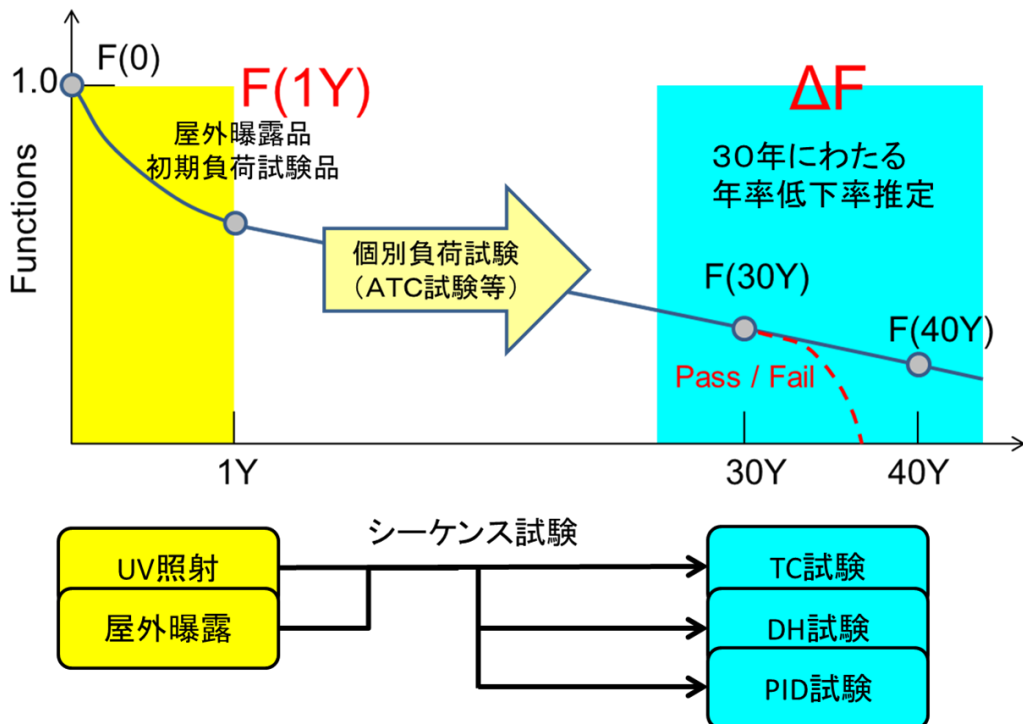 F(0)
1.0
F(1Y)
ΔF
屋外曝露品
初期負荷試験品
30年にわたる
年率低下率推定
Functions
個別負荷試験
(ATC試験等)
F(30Y)
F(40Y)
Pass / Fail
1Y
30Y
40Y
シーケンス試験
UV照射
屋外曝露
TC試験
DH試験
PID試験